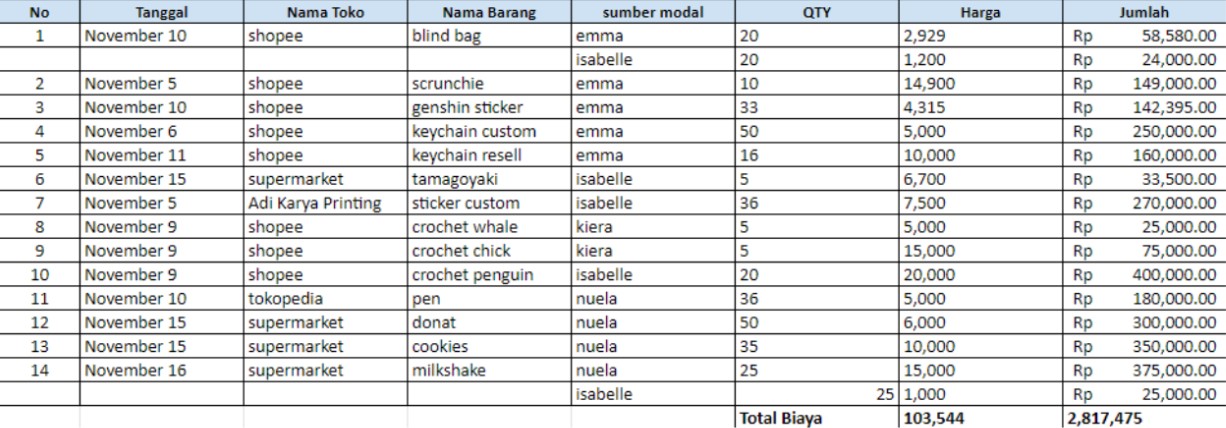 No Tanggal Nama Toko Nama Barang sumber modal QTY Harga Jumlah
1 November 10 shopee blind bag emma 20 2,929 Rp 58,580.00
isabelle 20 1,200 Rp 24,000.00
2 November 5 shopee scrunchie emma 10 14,900 Rp 149,000.00
3 November 10 shopee genshin sticker emma 33 4,315 Rp 142,395.00
4 November 6 shopee keychain custom emma 50 5,000 Rp 250,000.00
5 November 11 shopee keychain resell emma 16 10,000 Rp 160,000.00
6 November 15 supermarket tamagoyaki isabelle 5 6,700 Rp 33,500.00
7 November 5 Adi Karya Printing sticker custom isabelle 36 7,500 Rp 270,000.00
8 November 9 shopee crochet whale kiera 5 5,000 Rp 25,000.00
9 November 9 shopee crochet chick kiera 5 15,000 Rp 75,000.00
10 November 9 shopee crochet penguin isabelle 20 20,000 Rp 400,000.00
11 November 10 tokopedia pen nuela 36 5,000 Rp 180,000.00
12 November 15 supermarket donat nuela 50 6,000 Rp 300,000.00
13 November 15 supermarket cookies nuela 35 10,000 Rp 350,000.00
14 November 16 supermarket milkshake nuela 25 15,000 Rp 375,000.00
isabelle 25 1,000 Rp 25,000.00
Total Biaya 103,544 2,817,475